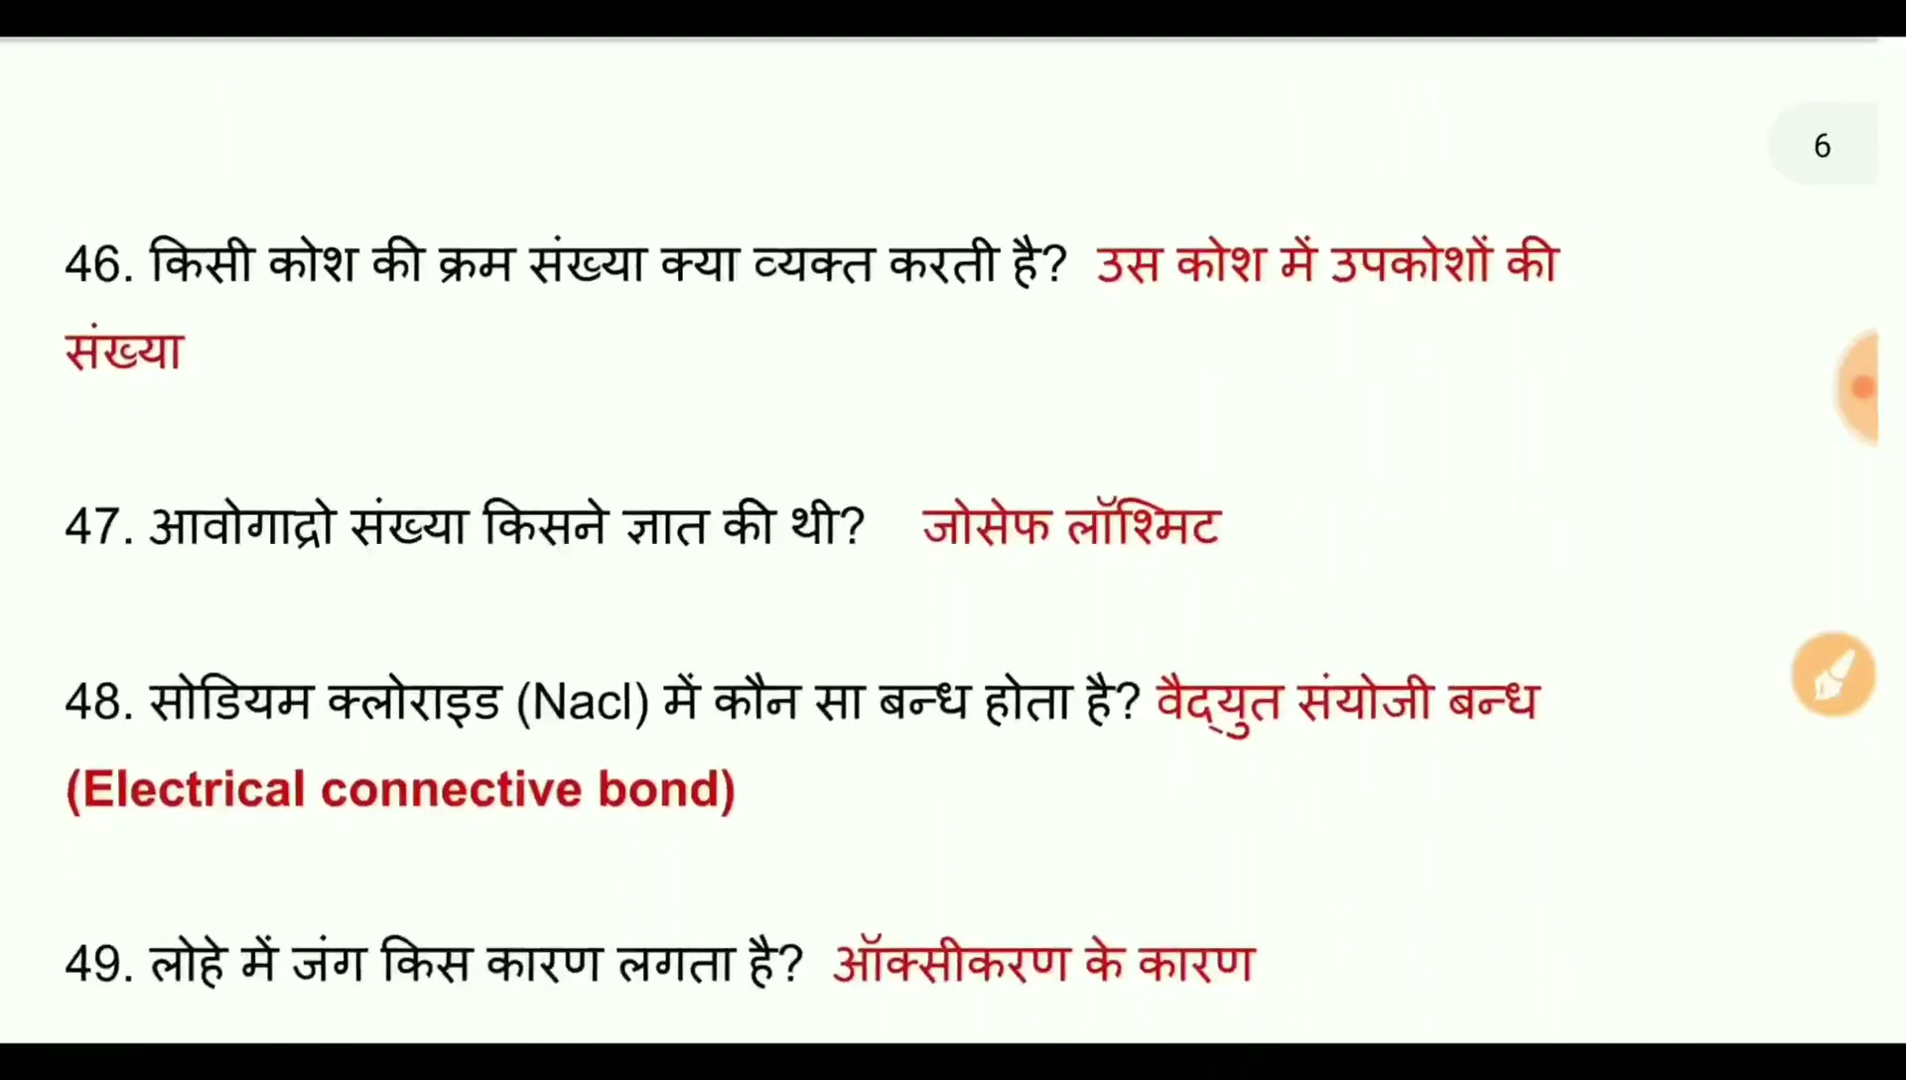 6
46. किसी कोश की क्रम संख्या क्या व्यक्त करती है? उस कोश में उपकोशों की
संख्या
47. आवोगाद्रो संख्या किसने ज्ञात की थी? जोसेफ लॉश्मिट
48. सोडियम क्लोराइड (Nacl) में कौन सा बन्ध होता है? वैद्‌युत संयोजी बन्ध
(Electrical connective bond)
49. लोहे में जंग किस कारण लगता है? ऑक्सीकरण के कारण